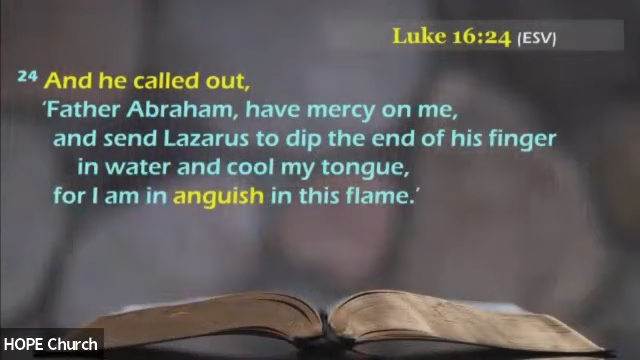 Luke 16:24 (ESV)
24 And he called out,
‘Father Abraham, have mercy on me,
and send Lazarus to dip the end of his finger
in water and cool my tongue,
for I am in anguish in this flame.’
HOPE Church